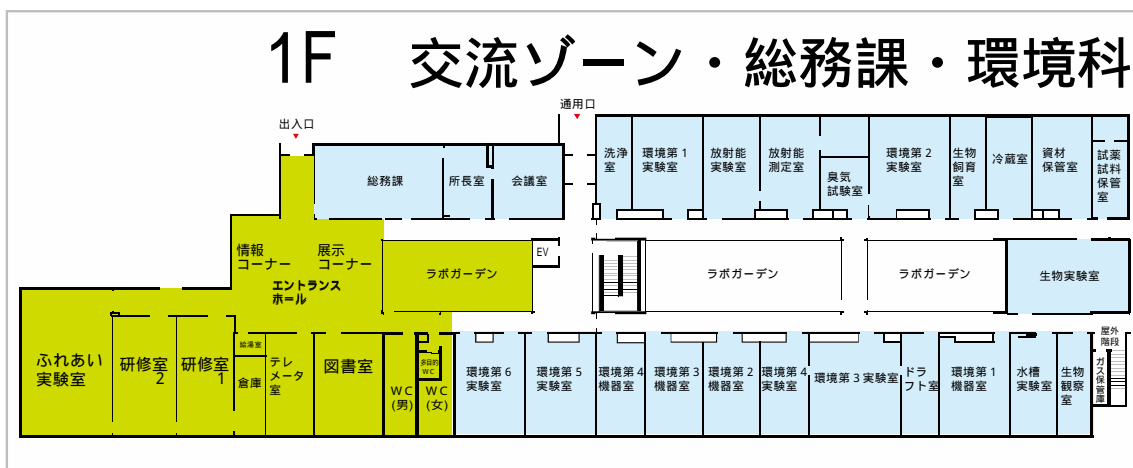 1F 交流ゾーン・総務課・環境科
通用口
出入口
総務課
所長室
会議室
洗浄
室
環境第1
実験室
放射能
実験室
放射能
測定室
臭気
試験室
環境第2
実験室
生物
飼育
室
冷蔵室
資材
保管室
試薬
試料
保管
室
情報
コーナー
展示
コーナー
エントランス
ホール
ラボガーデン
EV
ラボガーデン
ラボガーデン
生物実験室
ふれあい
実験室
研修室
2
研修室
1
給湯室
倉庫
テレ
メータ
室
図書室
WC
(男)
多目的
WC
WC
(女)
環境第6
実験室
環境第5
実験室
環境第4
機器室
環境第3
機器室
環境第2
機器室
環境第4
実験室
環境第3実験室
ドラ
フト室
環境第1
機器室
水槽
実験室
生物
観察
室
屋外
階段
ガス保管庫